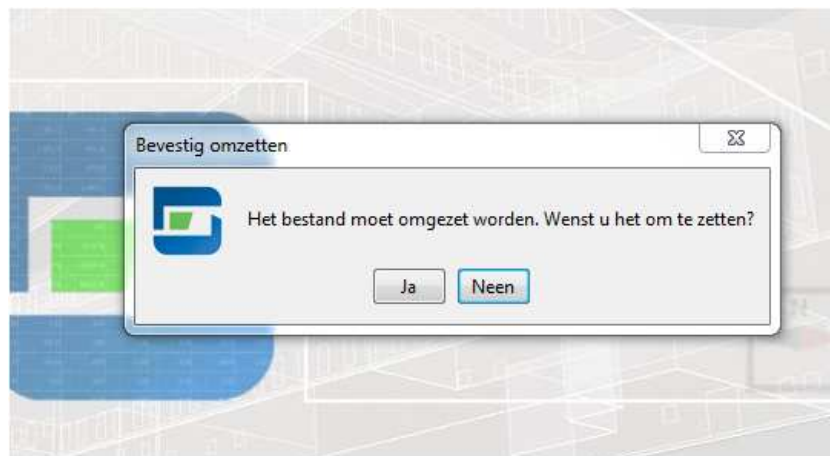 Bevestig omzetten
Het bestand moet omgezet worden. Wenst u het om te zetten?
Ja
Neen